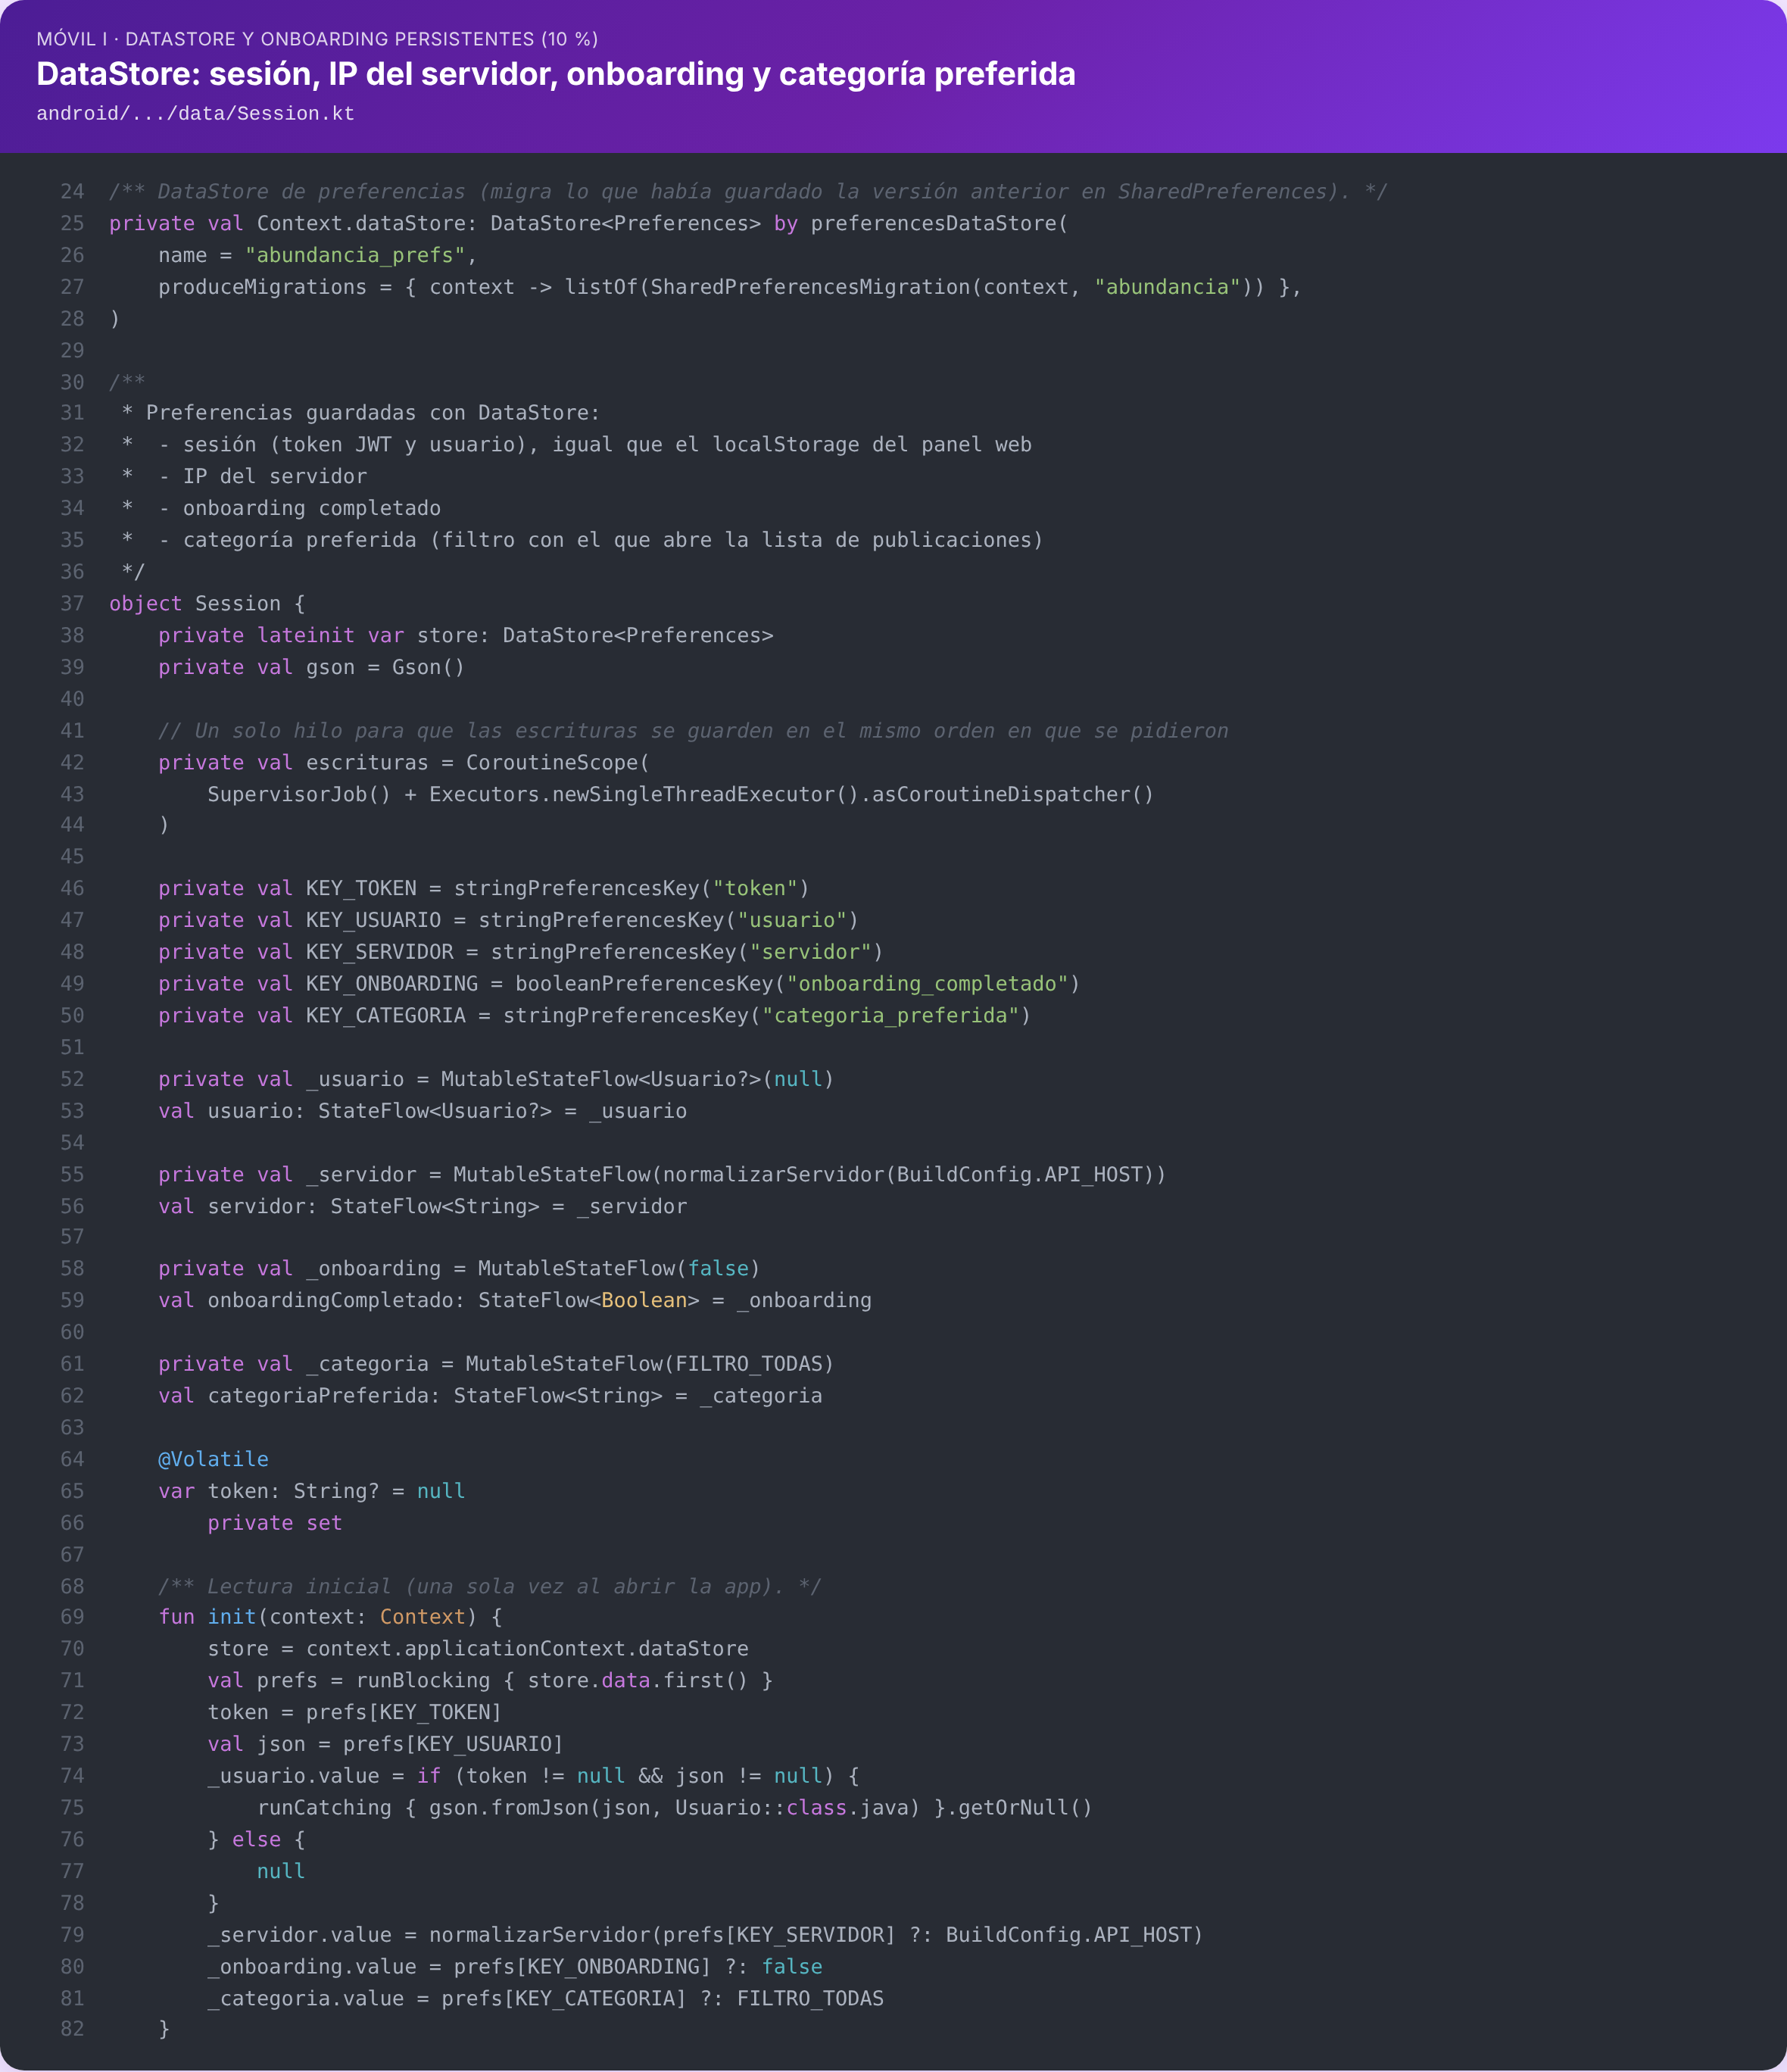 MÓVIL I · DATASTORE Y ONBOARDING PERSISTENTES (10 %)
DataStore: sesión, IP del servidor, onboarding y categoría preferida
android/.../data/Session.kt
24 /** DataStore de preferencias (migra lo que había guardado la versión anterior en SharedPreferences). */
25 private val Context.dataStore: DataStore<Preferences> by preferencesDataStore(
26     name = "abundancia_prefs",
27     produceMigrations = { context -> listOf(SharedPreferencesMigration(context, "abundancia")) },
28 )
29
30 /**
31  * Preferencias guardadas con DataStore:
32  *  - sesión (token JWT y usuario), igual que el localStorage del panel web
33  *  - IP del servidor
34  *  - onboarding completado
35  *  - categoría preferida (filtro con el que abre la lista de publicaciones)
36  */
37 object Session {
38     private lateinit var store: DataStore<Preferences>
39     private val gson = Gson()
40
41     // Un solo hilo para que las escrituras se guarden en el mismo orden en que se pidieron
42     private val escrituras = CoroutineScope(
43         SupervisorJob() + Executors.newSingleThreadExecutor().asCoroutineDispatcher()
44     )
45
46     private val KEY_TOKEN = stringPreferencesKey("token")
47     private val KEY_USUARIO = stringPreferencesKey("usuario")
48     private val KEY_SERVIDOR = stringPreferencesKey("servidor")
49     private val KEY_ONBOARDING = booleanPreferencesKey("onboarding_completado")
50     private val KEY_CATEGORIA = stringPreferencesKey("categoria_preferida")
51
52     private val _usuario = MutableStateFlow<Usuario?>(null)
53     val usuario: StateFlow<Usuario?> = _usuario
54
55     private val _servidor = MutableStateFlow(normalizarServidor(BuildConfig.API_HOST))
56     val servidor: StateFlow<String> = _servidor
57
58     private val _onboarding = MutableStateFlow(false)
59     val onboardingCompletado: StateFlow<Boolean> = _onboarding
60
61     private val _categoria = MutableStateFlow(FILTRO_TODAS)
62     val categoriaPreferida: StateFlow<String> = _categoria
63
64     @Volatile
65     var token: String? = null
66         private set
67
68     /** Lectura inicial (una sola vez al abrir la app). */
69     fun init(context: Context) {
70         store = context.applicationContext.dataStore
71         val prefs = runBlocking { store.data.first() }
72         token = prefs[KEY_TOKEN]
73         val json = prefs[KEY_USUARIO]
74         _usuario.value = if (token != null && json != null) {
75             runCatching { gson.fromJson(json, Usuario::class.java) }.getOrNull()
76         } else {
77             null
78         }
79         _servidor.value = normalizarServidor(prefs[KEY_SERVIDOR] ?: BuildConfig.API_HOST)
80         _onboarding.value = prefs[KEY_ONBOARDING] ?: false
81         _categoria.value = prefs[KEY_CATEGORIA] ?: FILTRO_TODAS
82     }